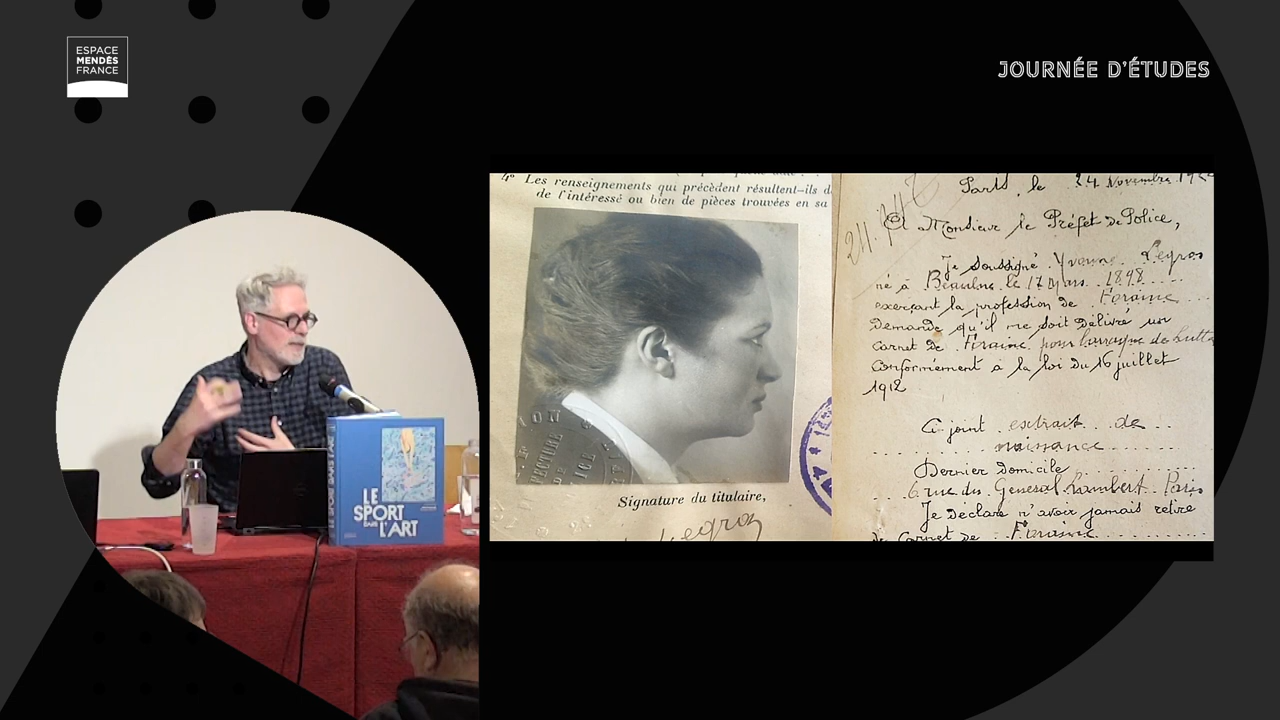 ESPACE
MENDÈS
FRANCE
JOURNÉE D'ÉTUDES
LE
SPORT
DANS
L'ART
4° Les renseignements qui précèdent résultent-ils d
de l'intéressé ou bien de pièces trouvées en sa
Signature du titulaire,
Legros
Paris, le 24 Novembre
A Monsieur le Préfet de Police,
Je soussigné Yvonne Legros
né à Beaulne le 17 Mars 1898
exerçant la profession de Foraine
Demande qu'il me soit délivré un
carnet de Foraine pour baraque de lutte
Conformément à la loi du 16 juillet
1912
Ci joint extrait de
naissance
Dernier domicile
6 rue du Général Lambert Paris
Je déclare n'avoir jamais retiré
de Carnet de Foraine